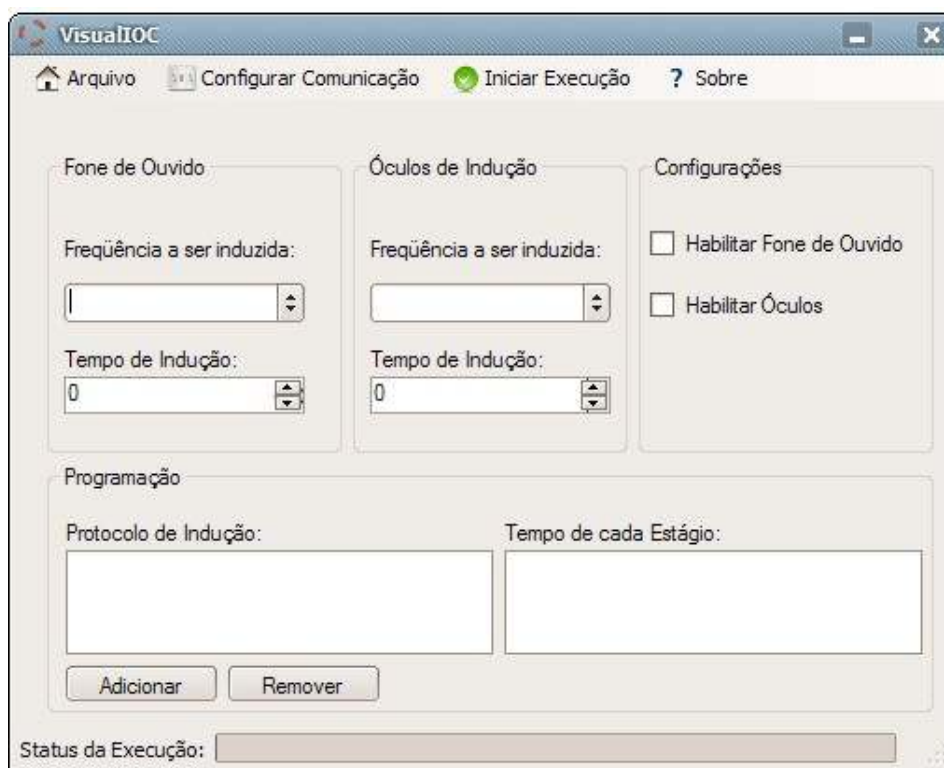 VisualIOC
Arquivo Configurar Comunicação Iniciar Execução ? Sobre
Fone de Ouvido
Freqüência a ser induzida:
Tempo de Indução:
0
Óculos de Indução
Freqüência a ser induzida:
Tempo de Indução:
0
Configurações
Habilitar Fone de Ouvido
Habilitar Óculos
Programação
Protocolo de Indução:
Tempo de cada Estágio:
Adicionar Remover
Status da Execução: